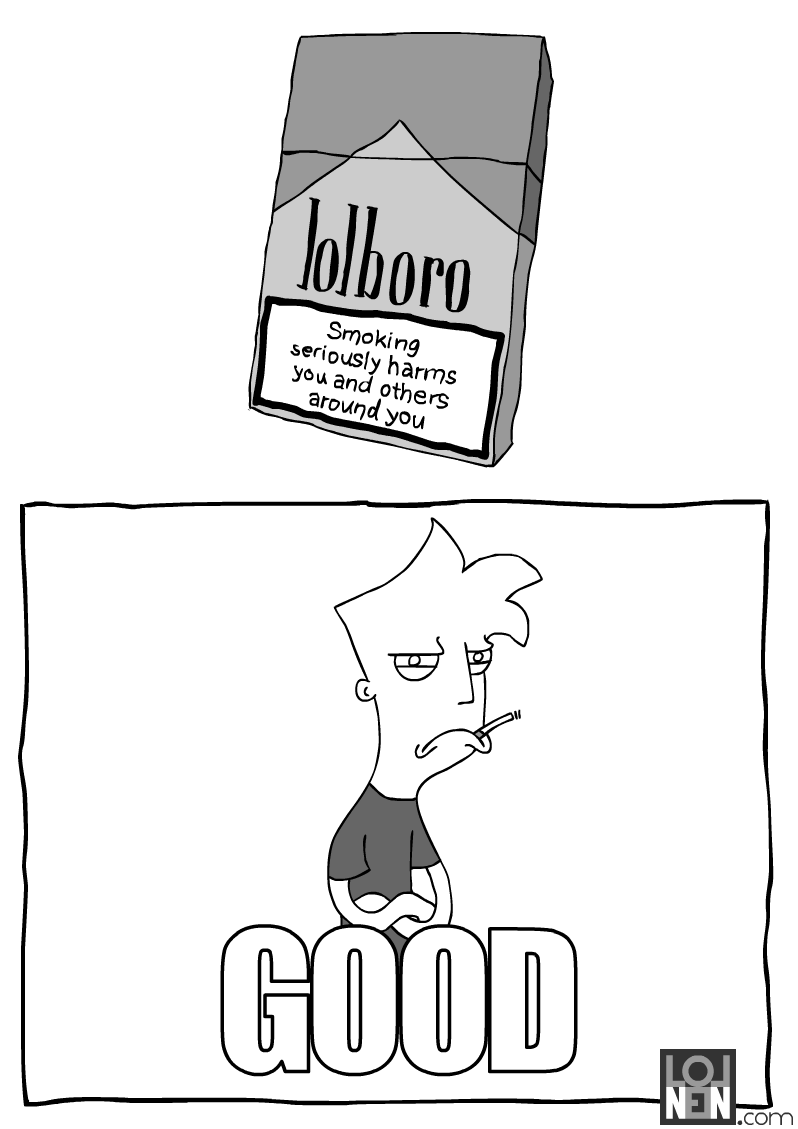 lolboro
Smoking
seriously harms
you and others
around you
GOOD
LOL
NEN.com